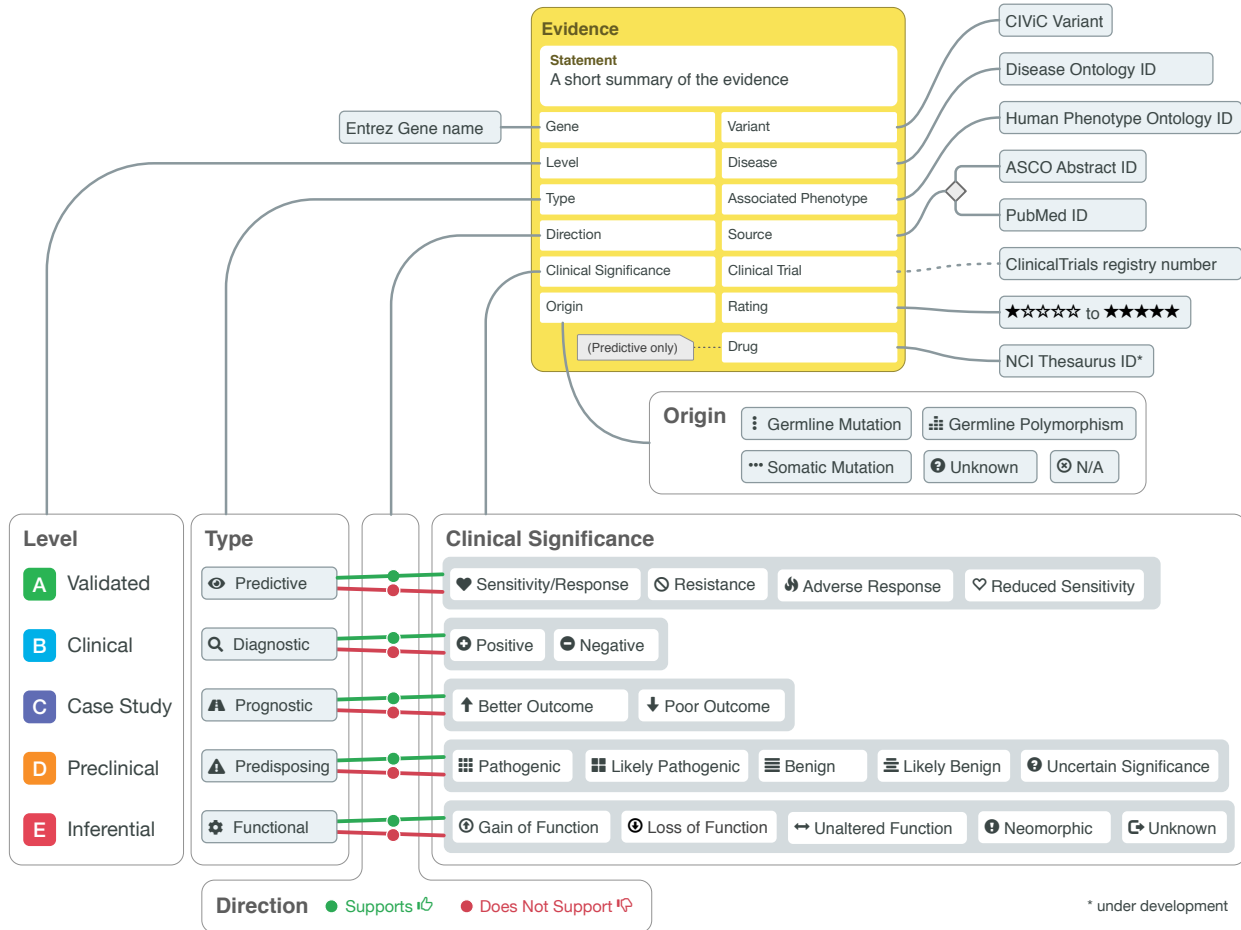 Evidence
Statement
A short summary of the evidence
Gene
Variant
Level
Disease
Type
Associated Phenotype
Direction
Source
Clinical Significance
Clinical Trial
Origin
Rating
(Predictive only)
Drug
Entrez Gene name
CIViC Variant
Disease Ontology ID
Human Phenotype Ontology ID
ASCO Abstract ID
PubMed ID
ClinicalTrials registry number
★☆☆☆☆ to ★★★★★
NCI Thesaurus ID*
Origin
Germline Mutation
Germline Polymorphism
Somatic Mutation
Unknown
N/A
Level
A Validated
B Clinical
C Case Study
D Preclinical
E Inferential
Type
Predictive
Diagnostic
Prognostic
Predisposing
Functional
Clinical Significance
Sensitivity/Response
Resistance
Adverse Response
Reduced Sensitivity
Positive
Negative
Better Outcome
Poor Outcome
Pathogenic
Likely Pathogenic
Benign
Likely Benign
Uncertain Significance
Gain of Function
Loss of Function
Unaltered Function
Neomorphic
Unknown
Direction
Supports
Does Not Support
* under development